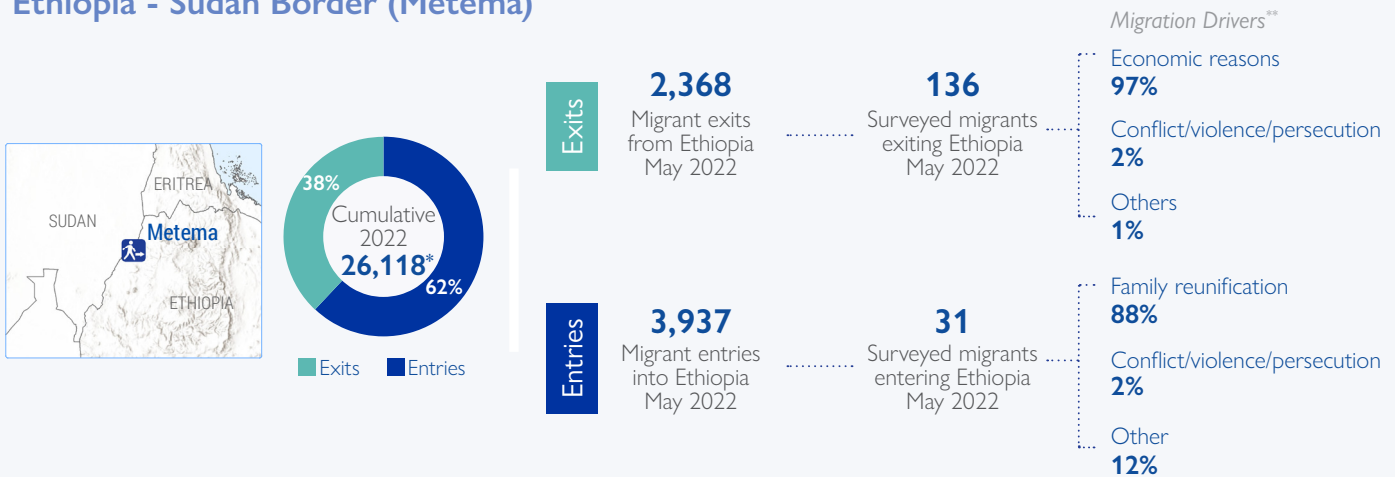 Ethiopia - Sudan Border (Metema)
Migration Drivers**
ERITREA
SUDAN
Metema
ETHIOPIA
38%
Cumulative
2022
26,118*
62%
Exits
Entries
Exits
2,368
Migrant exits
from Ethiopia
May 2022
136
Surveyed migrants
exiting Ethiopia
May 2022
Economic reasons
97%
Conflict/violence/persecution
2%
Others
1%
Entries
3,937
Migrant entries
into Ethiopia
May 2022
31
Surveyed migrants
entering Ethiopia
May 2022
Family reunification
88%
Conflict/violence/persecution
2%
Other
12%